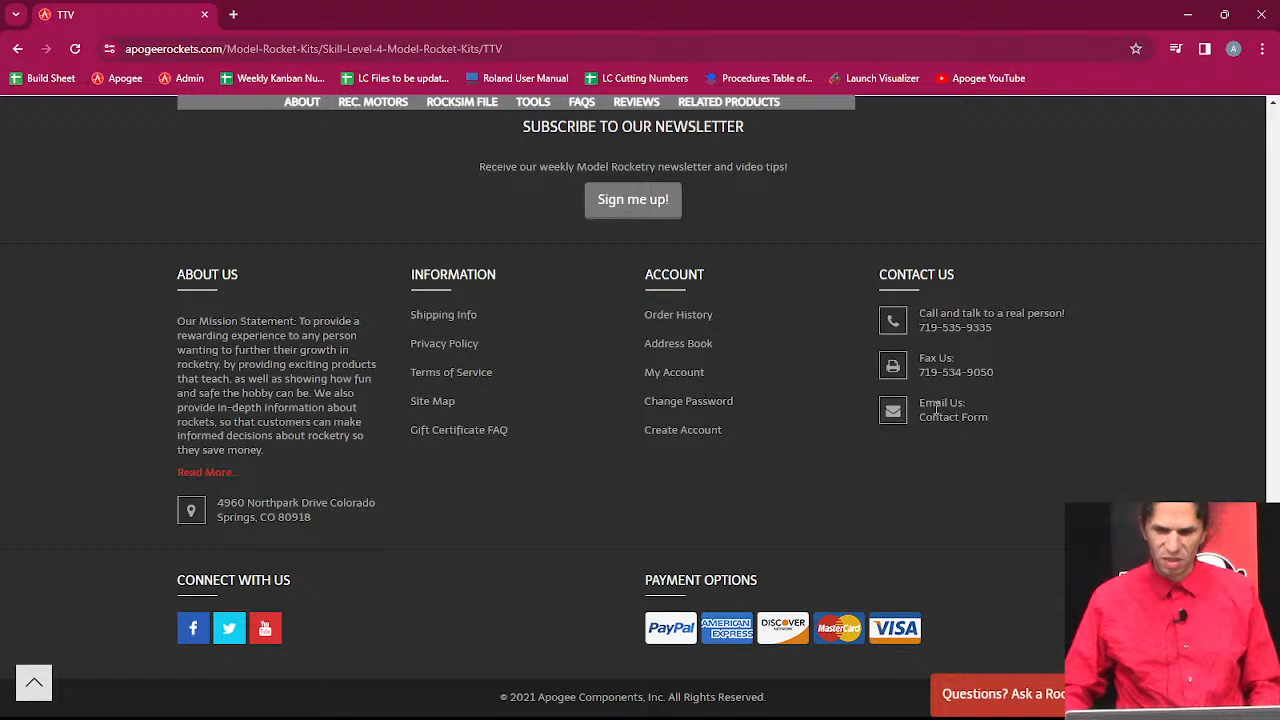 TTV
apogeerockets.com/Model-Rocket-Kits/Skill-Level-4-Model-Rocket-Kits/TTV
A
Build Sheet
Apogee
Admin
Weekly Kanban Nu...
LC Files to be updat...
Roland User Manual
LC Cutting Numbers
Procedures Table of...
Launch Visualizer
Apogee YouTube
ABOUT
REC. MOTORS
ROCKSIM FILE
TOOLS
FAQS
REVIEWS
RELATED PRODUCTS
SUBSCRIBE TO OUR NEWSLETTER
Receive our weekly Model Rocketry newsletter and video tips!
Sign me up!
ABOUT US
Our Mission Statement: To provide a
rewarding experience to any person
wanting to further their growth in
rocketry, by providing exciting products
that teach, as well as showing how fun
and safe the hobby can be. We also
provide in-depth information about
rockets, so that customers can make
informed decisions about rocketry so
they save money.
Read More...
4960 Northpark Drive Colorado
Springs, CO 80918
INFORMATION
Shipping Info
Privacy Policy
Terms of Service
Site Map
Gift Certificate FAQ
ACCOUNT
Order History
Address Book
My Account
Change Password
Create Account
CONTACT US
Call and talk to a real person!
719-535-9335
Fax Us:
719-534-9050
Email Us:
Contact Form
CONNECT WITH US
f
You Tube
PAYMENT OPTIONS
PayPal
AMERICAN EXPRESS
DISCOVER NETWORK
MasterCard
VISA
© 2021 Apogee Components, Inc. All Rights Reserved.
Questions? Ask a Roc